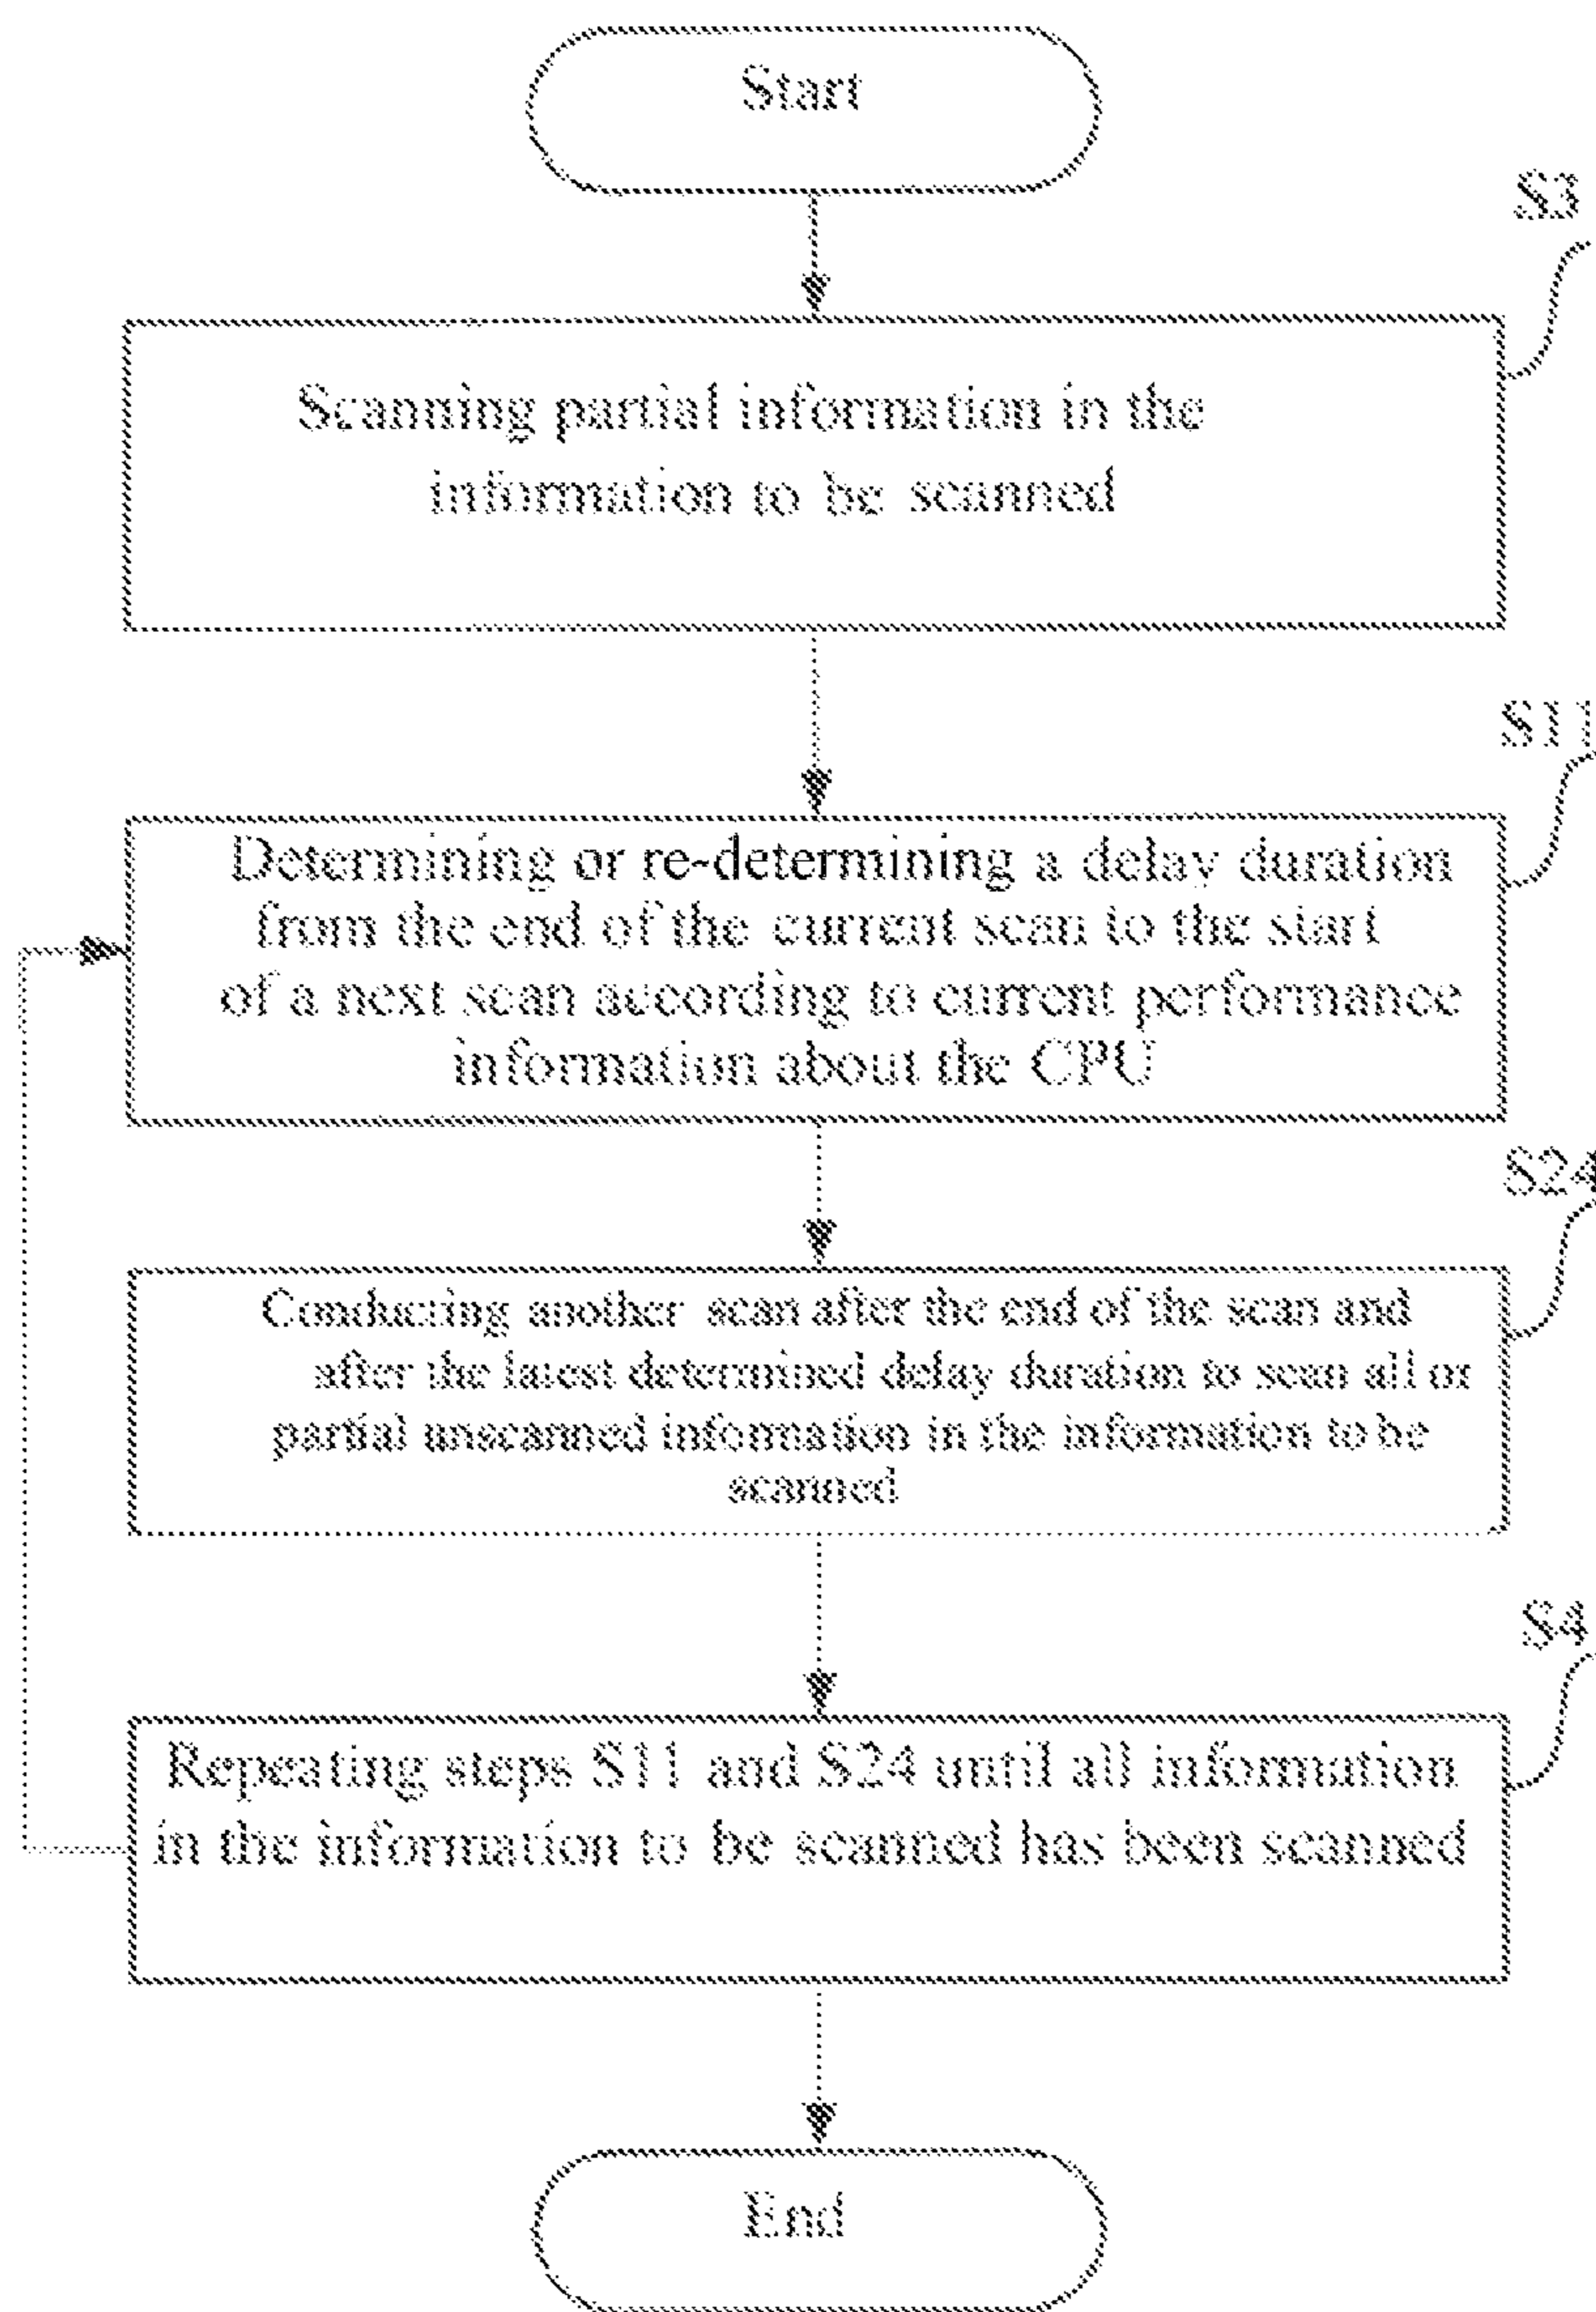 Start
S3
Scanning partial information in the
information to be scanned
S11
Determining or re-determining a delay duration
from the end of the current scan to the start
of a next scan according to current performance
information about the CPU
S24
Conducting another scan after the end of the scan and
after the latest determined delay duration to scan all or
partial unscanned information in the information to be
scanned
S4
Repeating steps S11 and S24 until all information
in the information to be scanned has been scanned
End